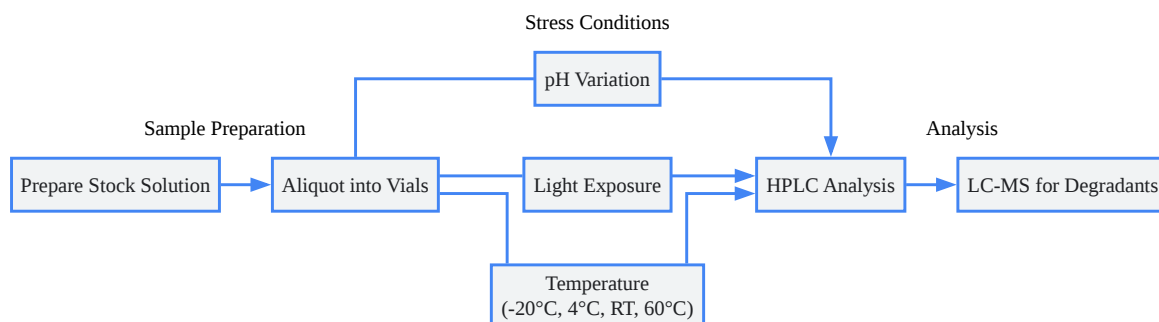 Stress Conditions
pH Variation
Sample Preparation
Analysis
Prepare Stock Solution
Aliquot into Vials
Light Exposure
HPLC Analysis
LC-MS for Degradants
Temperature
(-20°C, 4°C, RT, 60°C)